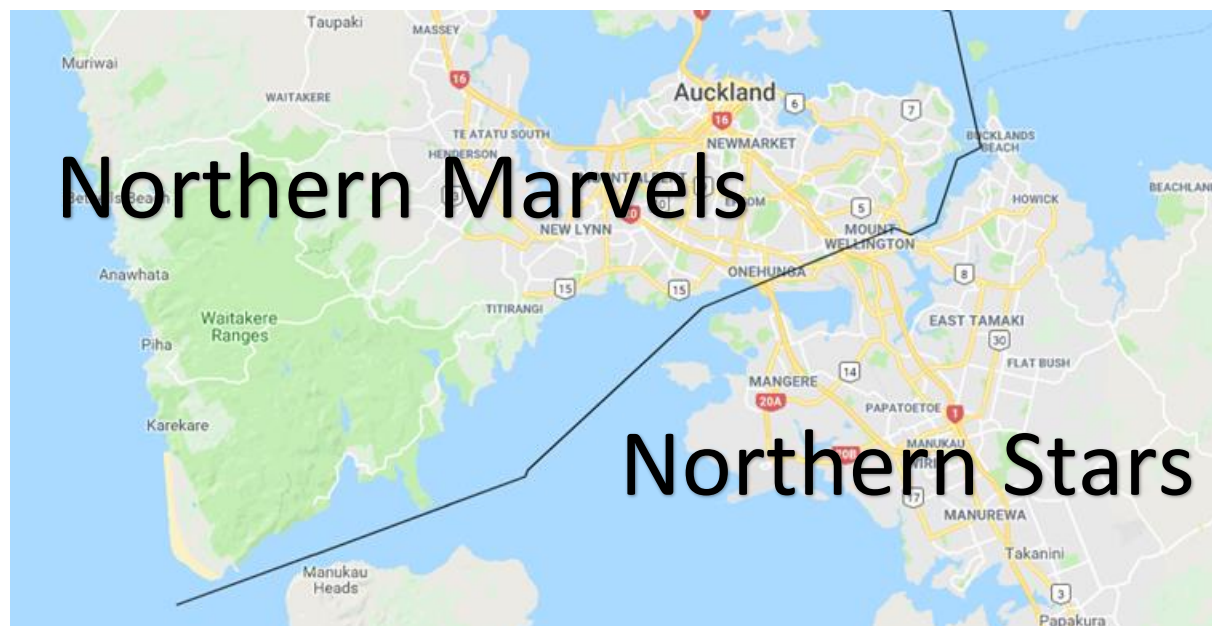 Taupaki
MASSEY
Muriwai
16
WAITAKERE
Auckland
6
7
16
TE ATATU SOUTH
NEWMARKET
BUCKLANDS
BEACH
HENDERSON
Northern Marvels
BEACHLAN
HOWICK
5
NEW LYNN
MOUNT
WELLINGTON
Anawhata
ONEHUNGA
8
15
15
TITIRANGI
Waitakere
Ranges
EAST TAMAKI
Piha
30
FLAT BUSH
14
MANGERE
20A
PAPATOETOE
1
Karekare
MANUKAU
Northern Stars
20B
17
MANUREWA
Takanini
Manukau
Heads
3
Papakura